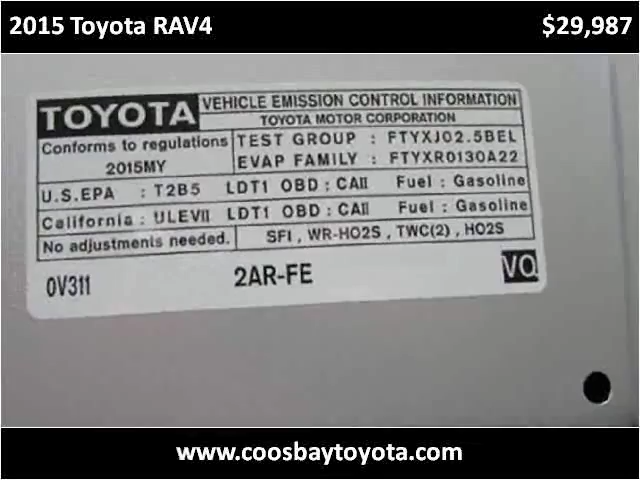 2015 Toyota RAV4 $29,987
TOYOTA VEHICLE EMISSION CONTROL INFORMATION
TOYOTA MOTOR CORPORATION
Conforms to regulations TEST GROUP : FTYXJ02.5BEL
2015MY EVAP FAMILY : FTYXR0130A22
U.S.EPA : T2B5 LDT1 OBD : CAII Fuel : Gasoline
California : ULEVII LDT1 OBD : CAII Fuel : Gasoline
No adjustments needed. SFI , WR-HO2S , TWC(2) , HO2S
0V311 2AR-FE VQ
www.coosbaytoyota.com